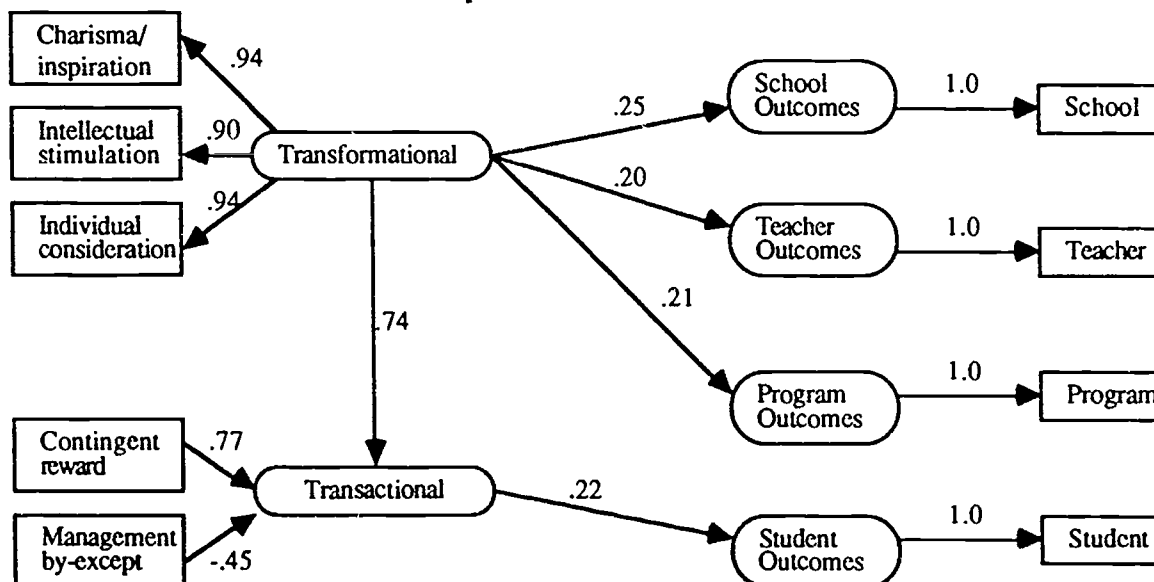 Charisma/
inspiration
.94
Intellectual
stimulation
.90
Individual
consideration
.94
Transformational
.74
Contingent
reward
.77
Management
by-except
-.45
Transactional
.25
School
Outcomes
1.0
School
.20
Teacher
Outcomes
1.0
Teacher
.21
Program
Outcomes
1.0
Program
.22
Student
Outcomes
1.0
Student